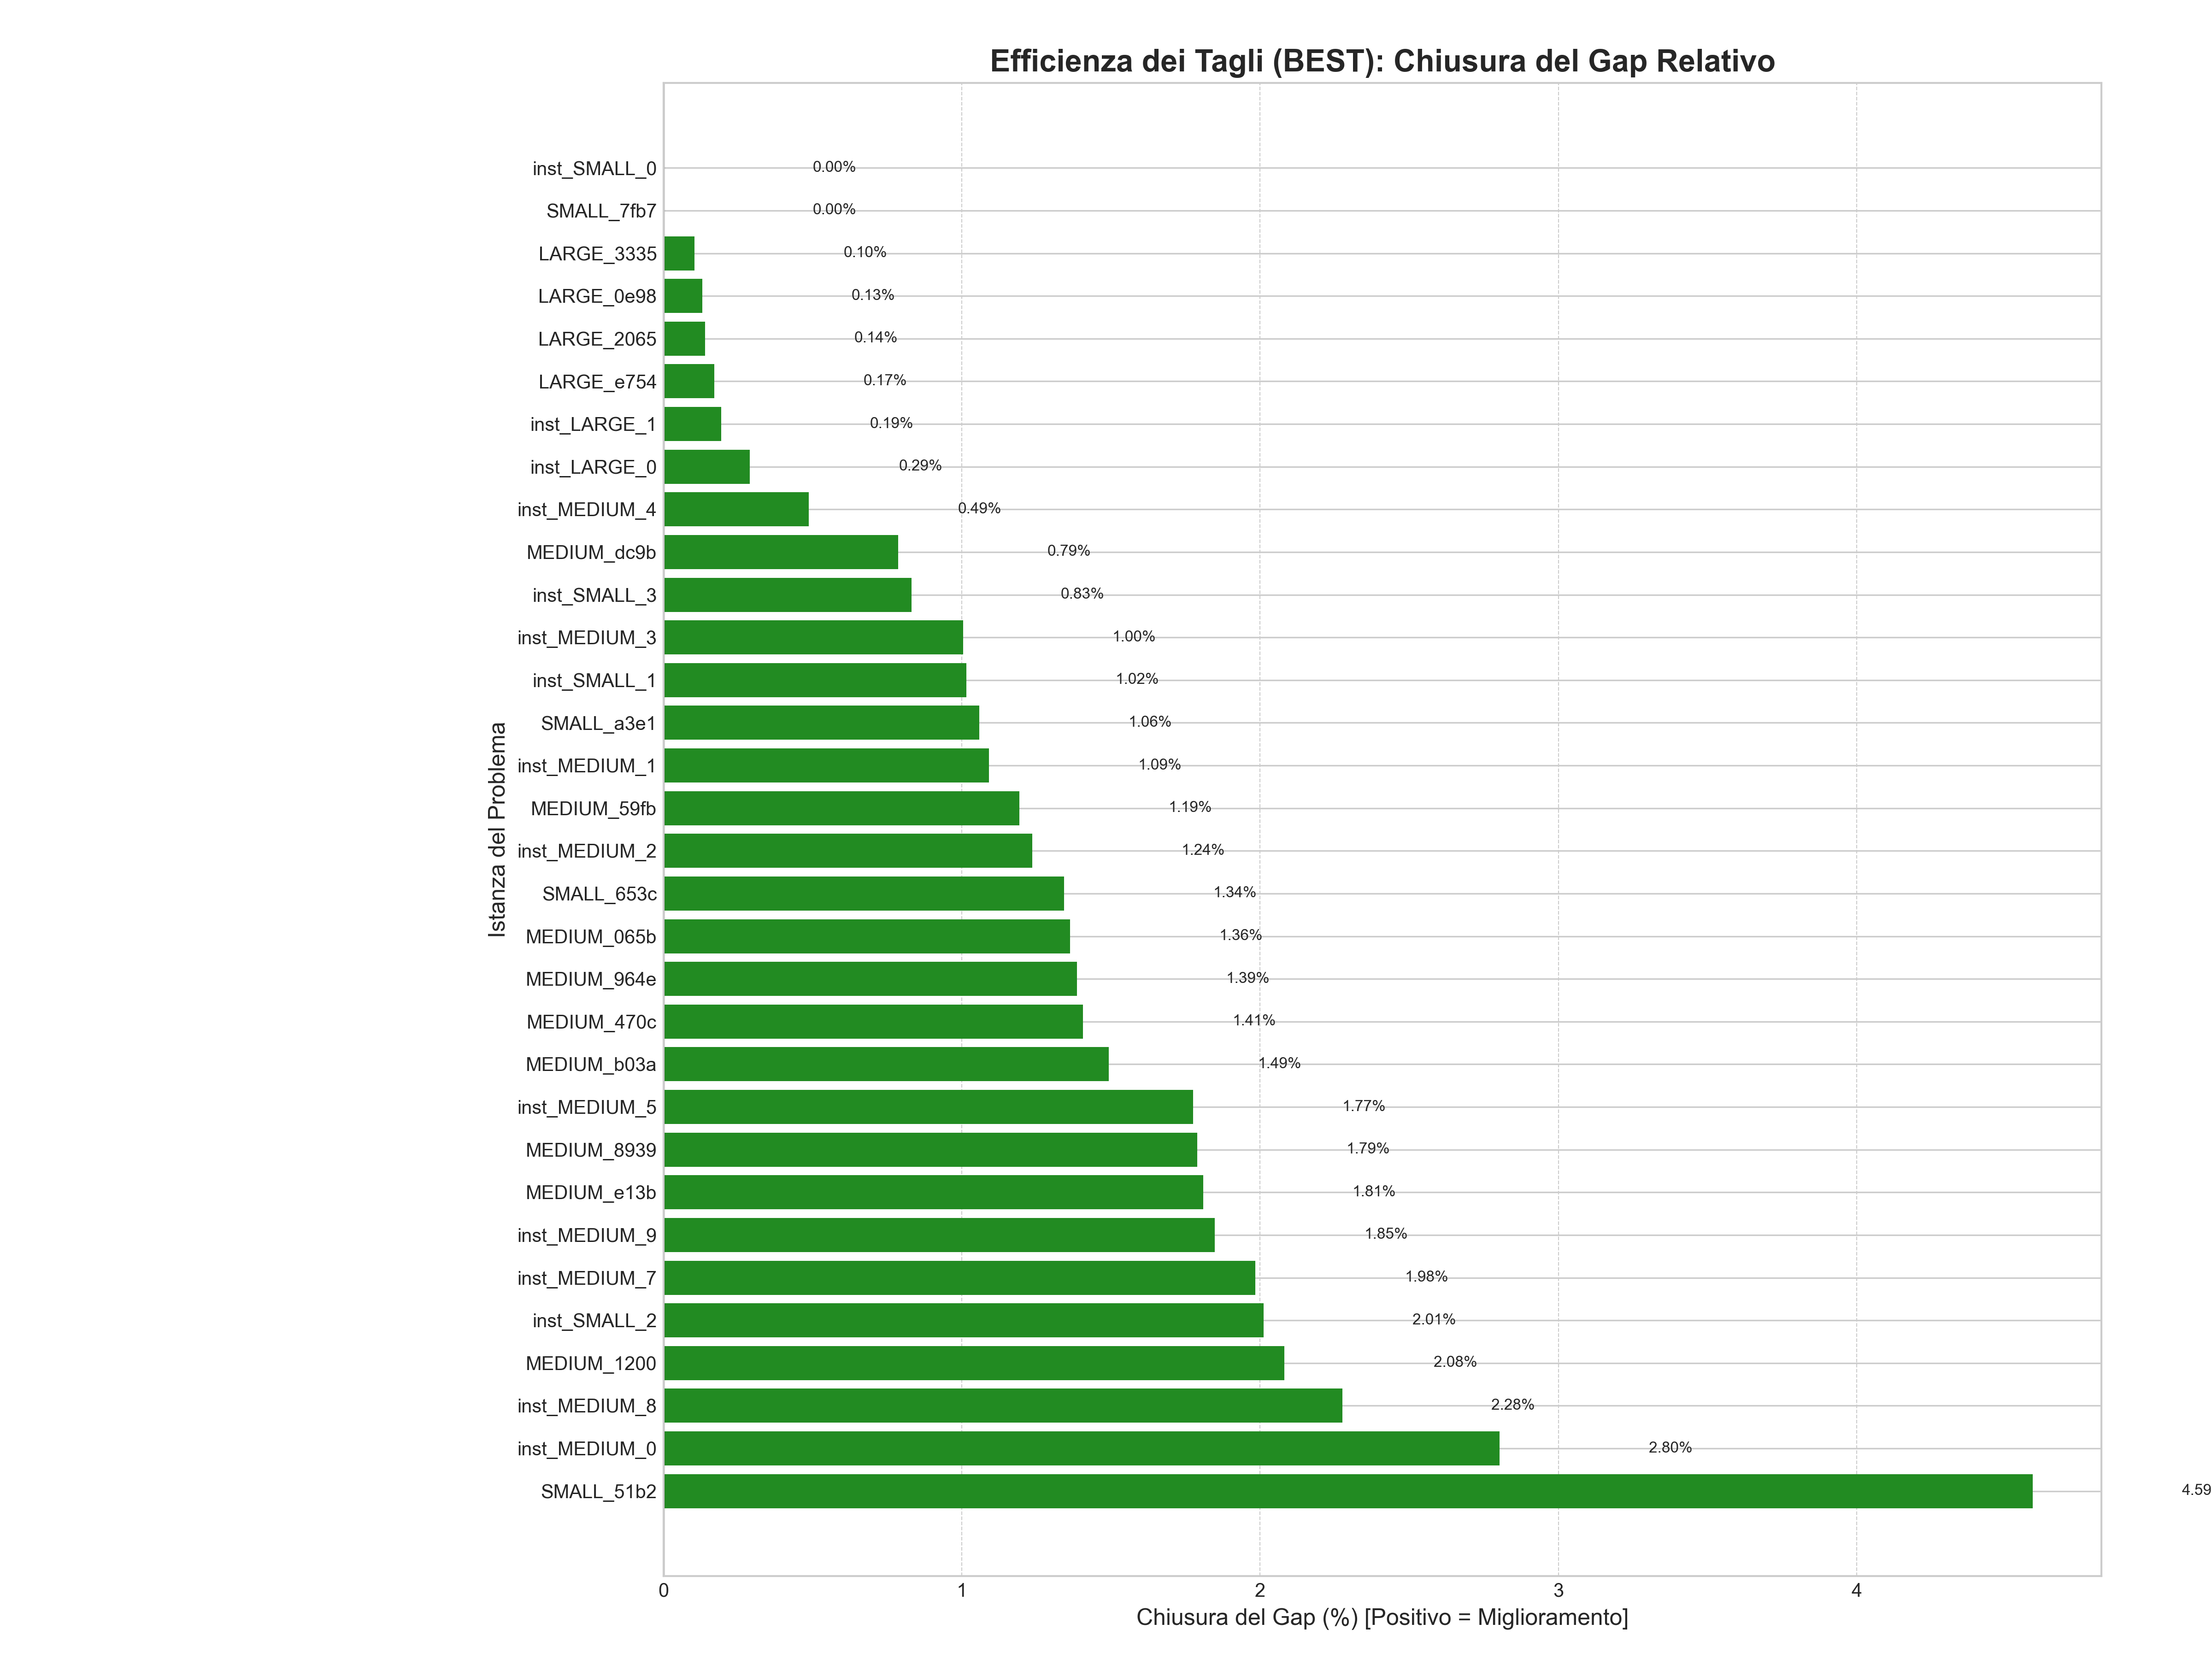 Efficienza dei Tagli (BEST): Chiusura del Gap Relativo
inst_SMALL_0 0.00%
SMALL_7fb7 0.00%
LARGE_3335 0.10%
LARGE_0e98 0.13%
LARGE_2065 0.14%
LARGE_e754 0.17%
inst_LARGE_1 0.19%
inst_LARGE_0 0.29%
inst_MEDIUM_4 0.49%
MEDIUM_dc9b 0.79%
inst_SMALL_3 0.83%
inst_MEDIUM_3 1.00%
inst_SMALL_1 1.02%
SMALL_a3e1 1.06%
inst_MEDIUM_1 1.09%
MEDIUM_59fb 1.19%
inst_MEDIUM_2 1.24%
SMALL_653c 1.34%
MEDIUM_065b 1.36%
MEDIUM_964e 1.39%
MEDIUM_470c 1.41%
MEDIUM_b03a 1.49%
inst_MEDIUM_5 1.77%
MEDIUM_8939 1.79%
MEDIUM_e13b 1.81%
inst_MEDIUM_9 1.85%
inst_MEDIUM_7 1.98%
inst_SMALL_2 2.01%
MEDIUM_1200 2.08%
inst_MEDIUM_8 2.28%
inst_MEDIUM_0 2.80%
SMALL_51b2 4.59
Istanza del Problema
0 1 2 3 4
Chiusura del Gap (%) [Positivo = Miglioramento]